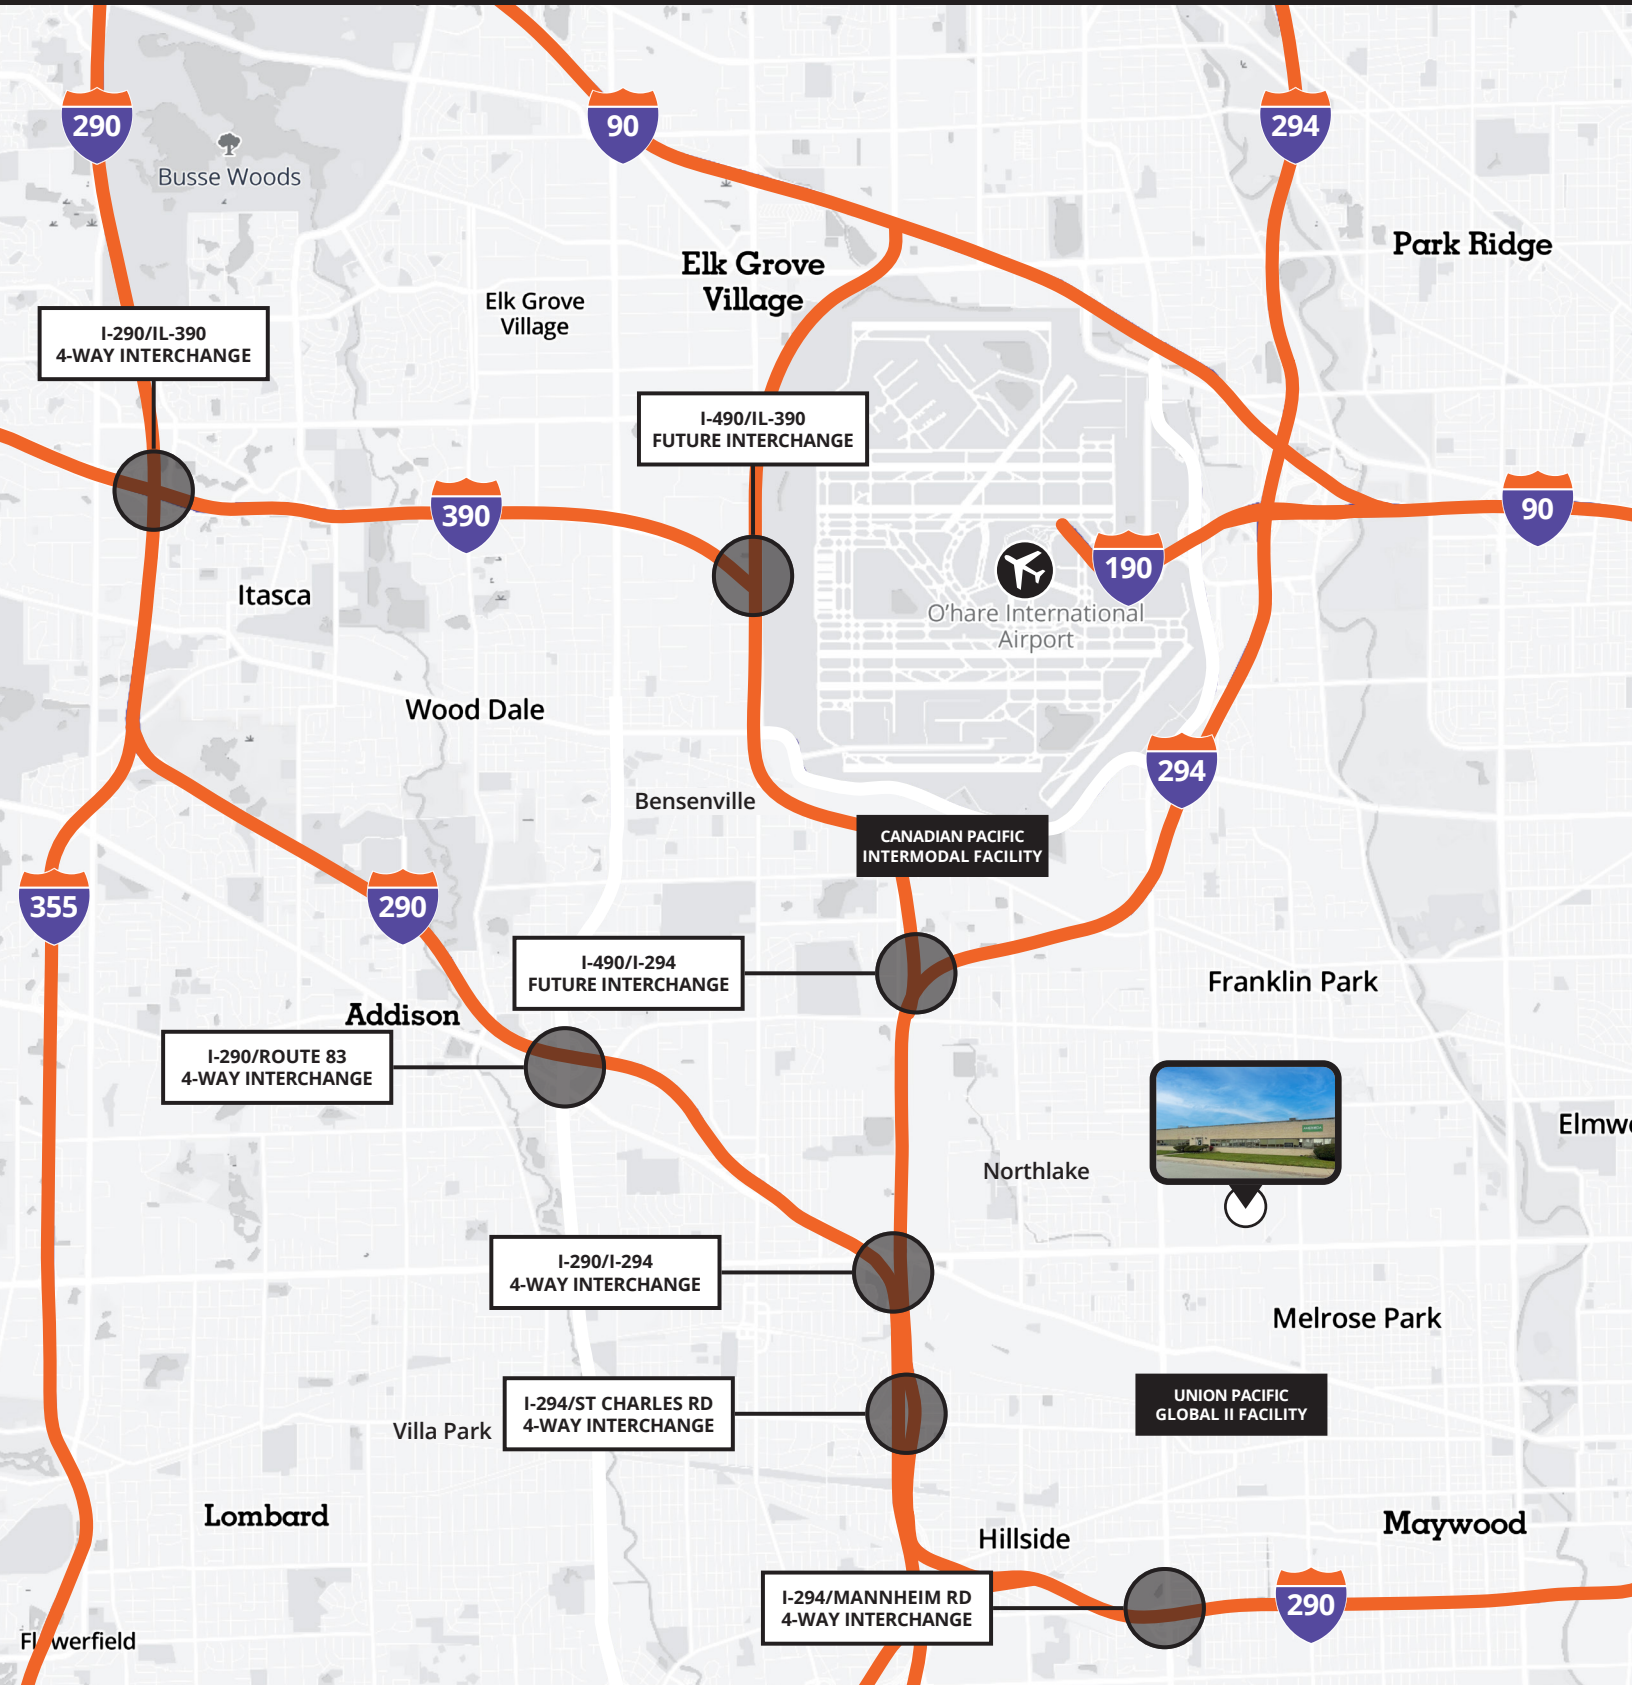 290
90
294
Busse Woods
Park Ridge
Elk Grove
Village
Elk Grove
Village
I-290/IL-390
4-WAY INTERCHANGE
I-490/IL-390
FUTURE INTERCHANGE
390
90
190
O'hare International
Airport
Itasca
Wood Dale
294
Bensenville
CANADIAN PACIFIC
INTERMODAL FACILITY
355
290
I-490/I-294
FUTURE INTERCHANGE
Franklin Park
Addison
I-290/ROUTE 83
4-WAY INTERCHANGE
Elmwo
Northlake
I-290/I-294
4-WAY INTERCHANGE
Melrose Park
I-294/ST CHARLES RD
4-WAY INTERCHANGE
UNION PACIFIC
GLOBAL II FACILITY
Villa Park
Lombard
Maywood
Hillside
I-294/MANNHEIM RD
4-WAY INTERCHANGE
290
Flowerfield